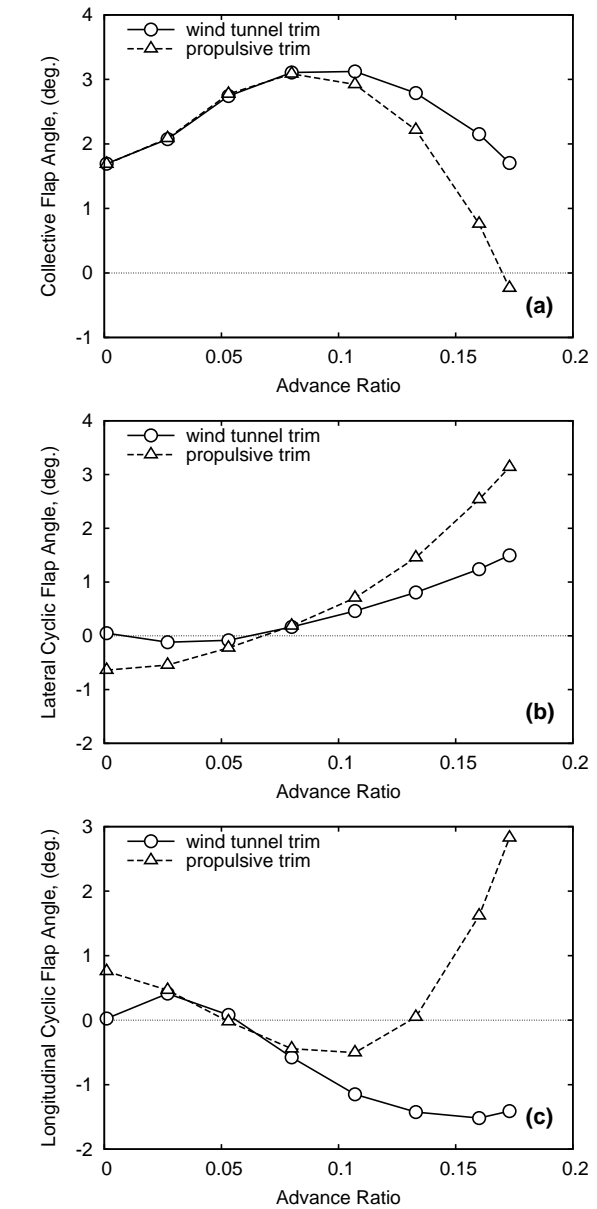 4
3
2
1
0
-1
Collective Flap Angle, (deg.)
wind tunnel trim
propulsive trim
(a)
0 0.05 0.1 0.15 0.2
Advance Ratio
4
3
2
1
0
-1
-2
Lateral Cyclic Flap Angle, (deg.)
wind tunnel trim
propulsive trim
(b)
0 0.05 0.1 0.15 0.2
Advance Ratio
3
2
1
0
-1
-2
Longitudinal Cyclic Flap Angle, (deg.)
wind tunnel trim
propulsive trim
(c)
0 0.05 0.1 0.15 0.2
Advance Ratio